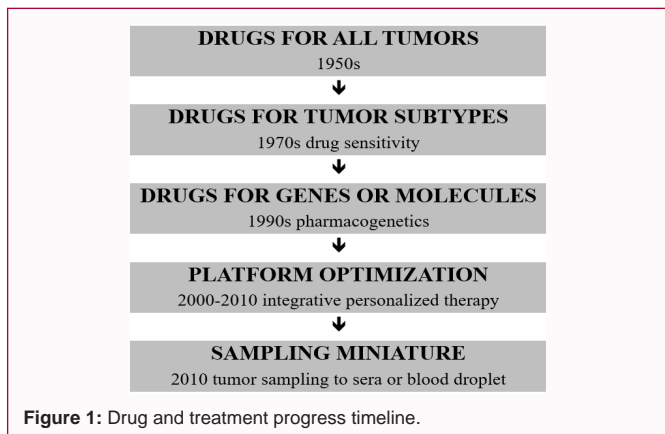 DRUGS FOR ALL TUMORS
1950s
DRUGS FOR TUMOR SUBTYPES
1970s drug sensitivity
DRUGS FOR GENES OR MOLECULES
1990s pharmacogenetics
PLATFORM OPTIMIZATION
2000-2010 integrative personalized therapy
SAMPLING MINIATURE
2010 tumor sampling to sera or blood droplet
Figure 1: Drug and treatment progress timeline.